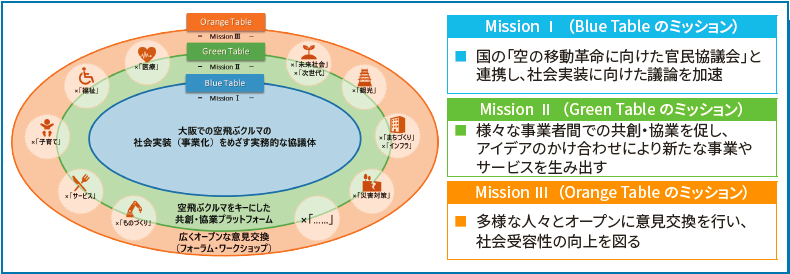 Orange Table
ー Mission Ⅲ ー
Green Table
ー Mission Ⅱ ー
Blue Table
ー Mission Ⅰ ー
×「医療」
×「未来社会」
×「次世代」
×「福祉」
×「観光」
×「子育て」
×「まちづくり」
×「インフラ」
×「サービス」
×「災害対策」
×「ものづくり」
×「……」
大阪での空飛ぶクルマの
社会実装（事業化）をめざす実務的な協議体
空飛ぶクルマをキーにした
共創・協業プラットフォーム
広くオープンな意見交換
（フォーラム・ワークショップ）
Mission Ⅰ （Blue Table のミッション）
■ 国の「空の移動革命に向けた官民協議会」と
連携し、社会実装に向けた議論を加速
Mission Ⅱ （Green Table のミッション）
■ 様々な事業者間での共創・協業を促し、
アイデアのかけ合わせにより新たな事業や
サービスを生み出す
Mission Ⅲ （Orange Table のミッション）
■ 多様な人々とオープンに意見交換を行い、
社会受容性の向上を図る